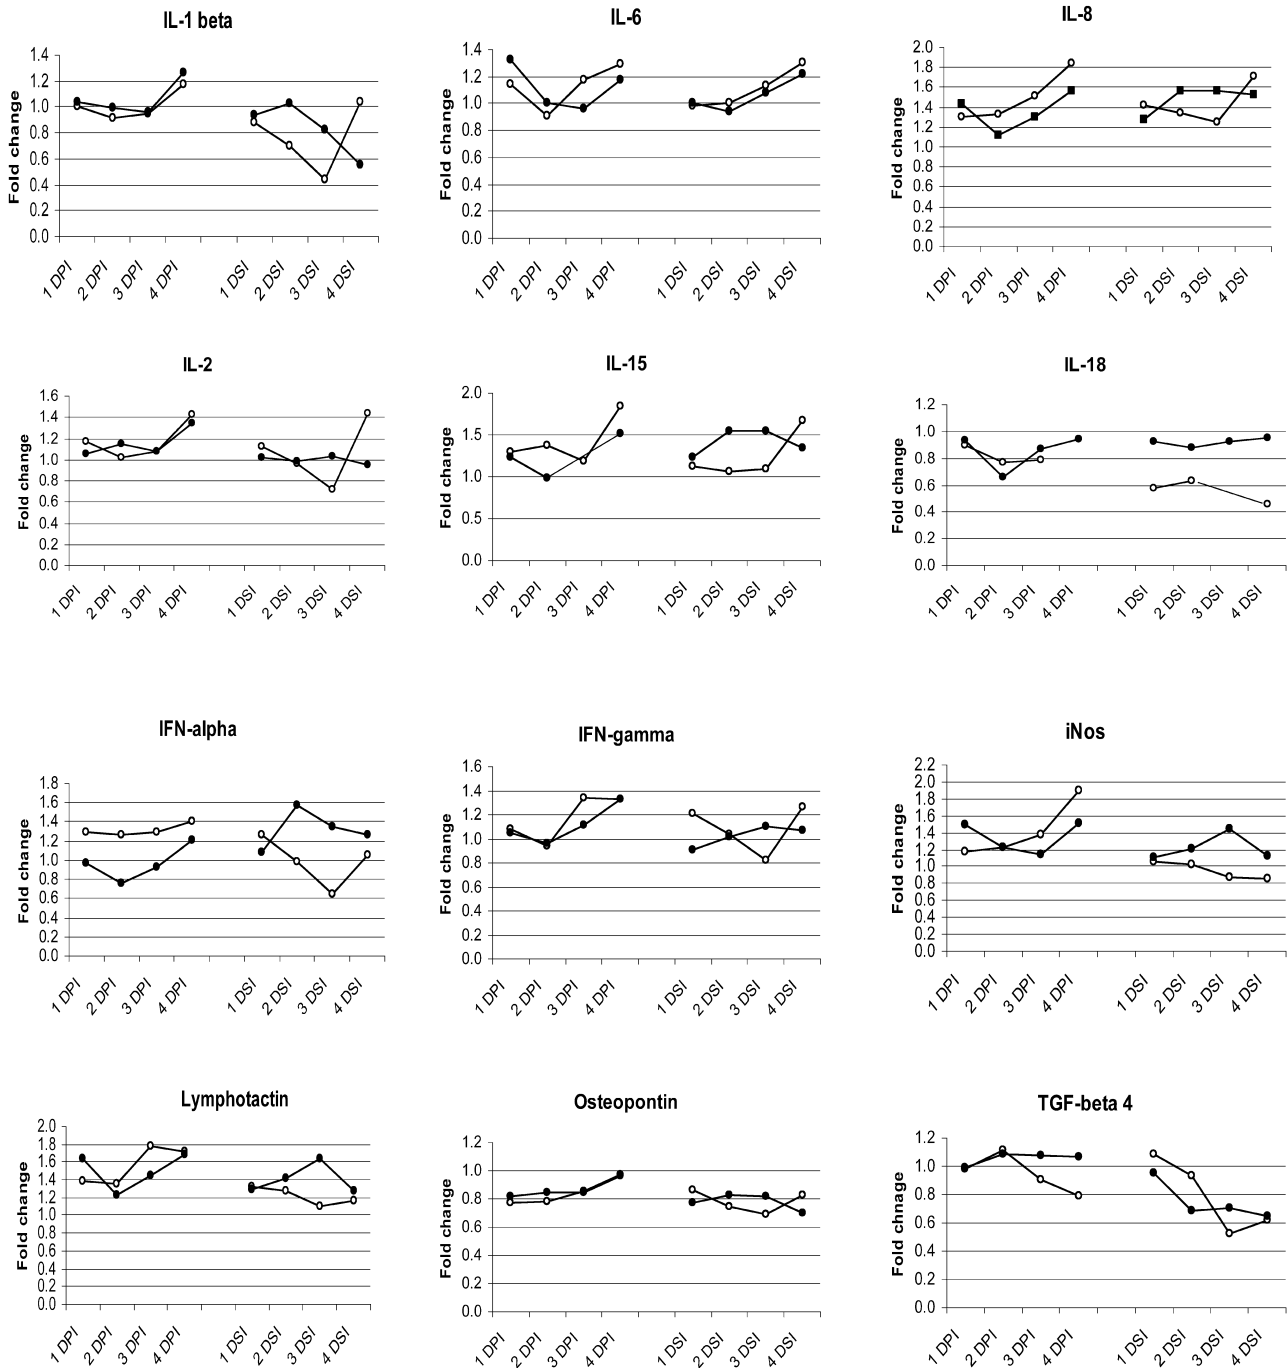 IL-1 beta
Fold change
1.4
1.2
1.0
0.8
0.6
0.4
0.2
0.0
1 DPI
2 DPI
3 DPI
4 DPI
1 DSI
2 DSI
3 DSI
4 DSI
IL-6
Fold change
1.4
1.2
1.0
0.8
0.6
0.4
0.2
0.0
1 DPI
2 DPI
3 DPI
4 DPI
1 DSI
2 DSI
3 DSI
4 DSI
IL-8
Fold change
2.0
1.8
1.6
1.4
1.2
1.0
0.8
0.6
0.4
0.2
0.0
1 DPI
2 DPI
3 DPI
4 DPI
1 DSI
2 DSI
3 DSI
4 DSI
IL-2
Fold change
1.6
1.4
1.2
1.0
0.8
0.6
0.4
0.2
0.0
1 DPI
2 DPI
3 DPI
4 DPI
1 DSI
2 DSI
3 DSI
4 DSI
IL-15
Fold change
2.0
1.5
1.0
0.5
0.0
1 DPI
2 DPI
3 DPI
4 DPI
1 DSI
2 DSI
3 DSI
4 DSI
IL-18
Fold change
1.2
1.0
0.8
0.6
0.4
0.2
0.0
1 DPI
2 DPI
3 DPI
4 DPI
1 DSI
2 DSI
3 DSI
4 DSI
IFN-alpha
Fold change
1.8
1.6
1.4
1.2
1.0
0.8
0.6
0.4
0.2
0.0
1 DPI
2 DPI
3 DPI
4 DPI
1 DSI
2 DSI
3 DSI
4 DSI
IFN-gamma
Fold change
1.6
1.4
1.2
1.0
0.8
0.6
0.4
0.2
0.0
1 DPI
2 DPI
3 DPI
4 DPI
1 DSI
2 DSI
3 DSI
4 DSI
iNos
Fold change
2.2
2.0
1.8
1.6
1.4
1.2
1.0
0.8
0.6
0.4
0.2
0.0
1 DPI
2 DPI
3 DPI
4 DPI
1 DSI
2 DSI
3 DSI
4 DSI
Lymphotactin
Fold change
2.0
1.8
1.6
1.4
1.2
1.0
0.8
0.6
0.4
0.2
0.0
1 DPI
2 DPI
3 DPI
4 DPI
1 DSI
2 DSI
3 DSI
4 DSI
Osteopontin
Fold change
1.2
1.0
0.8
0.6
0.4
0.2
0.0
1 DPI
2 DPI
3 DPI
4 DPI
1 DSI
2 DSI
3 DSI
4 DSI
TGF-beta 4
Fold chnage
1.2
1.0
0.8
0.6
0.4
0.2
0.0
1 DPI
2 DPI
3 DPI
4 DPI
1 DSI
2 DSI
3 DSI
4 DSI